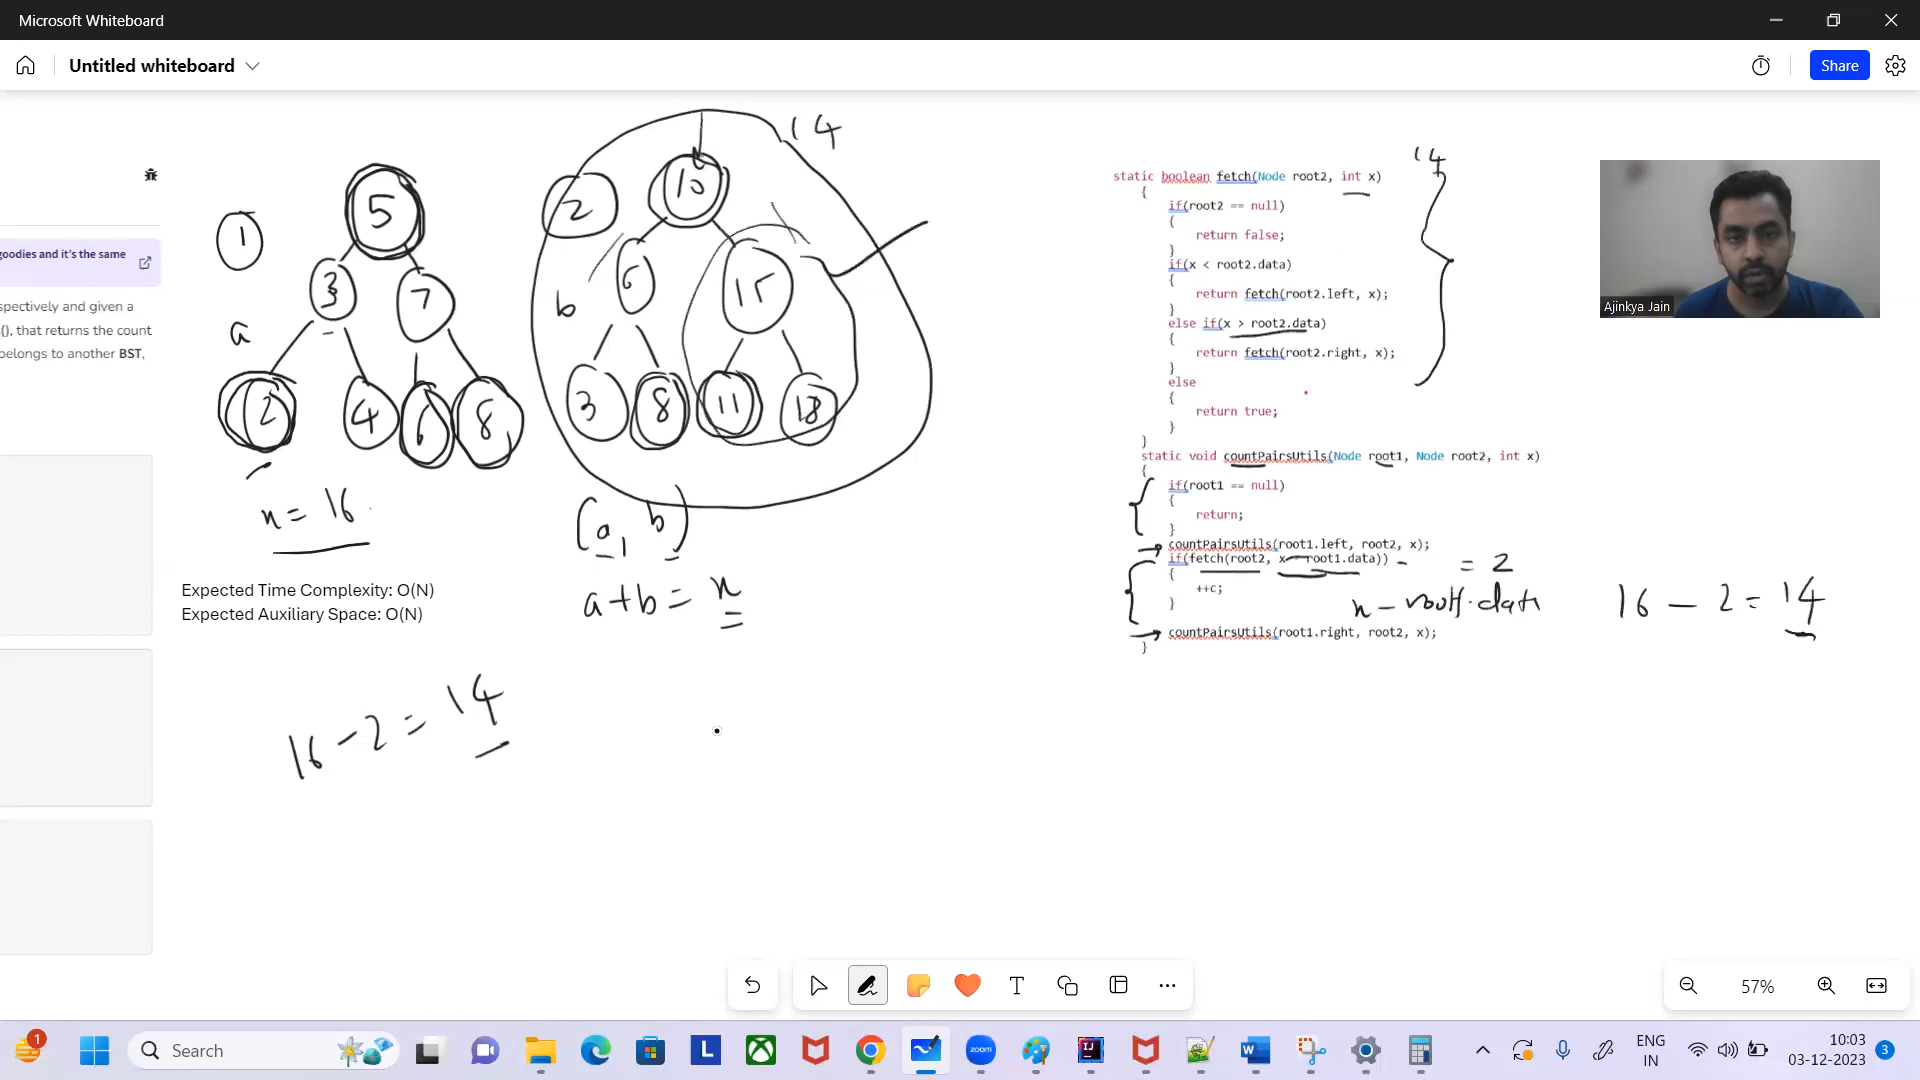 Microsoft Whiteboard
Untitled whiteboard
Share
goodies and it's the same
spectively and given a
s(), that returns the count
belongs to another BST,
1
5
3
7
a
2
4
6
8
x = 16
2
10
14
6
15
b
3
8
11
18
(a, b)
a + b = x
Expected Time Complexity: O(N)
Expected Auxiliary Space: O(N)
16 - 2 = 14
14
static boolean fetch(Node root2, int x)
{
if(root2 == null)
{
return false;
}
if(x < root2.data)
{
return fetch(root2.left, x);
}
else if(x > root2.data)
{
return fetch(root2.right, x);
}
else
{
return true;
}
}
static void countPairsUtils(Node root1, Node root2, int x)
{
if(root1 == null)
{
return;
}
countPairsUtils(root1.left, root2, x);
if(fetch(root2, x - root1.data))
{
++c;
}
countPairsUtils(root1.right, root2, x);
}
= 2
16 - 2 = 14
Ajinkya Jain
57%
1
Search
ENG
IN
10:03
03-12-2023
3